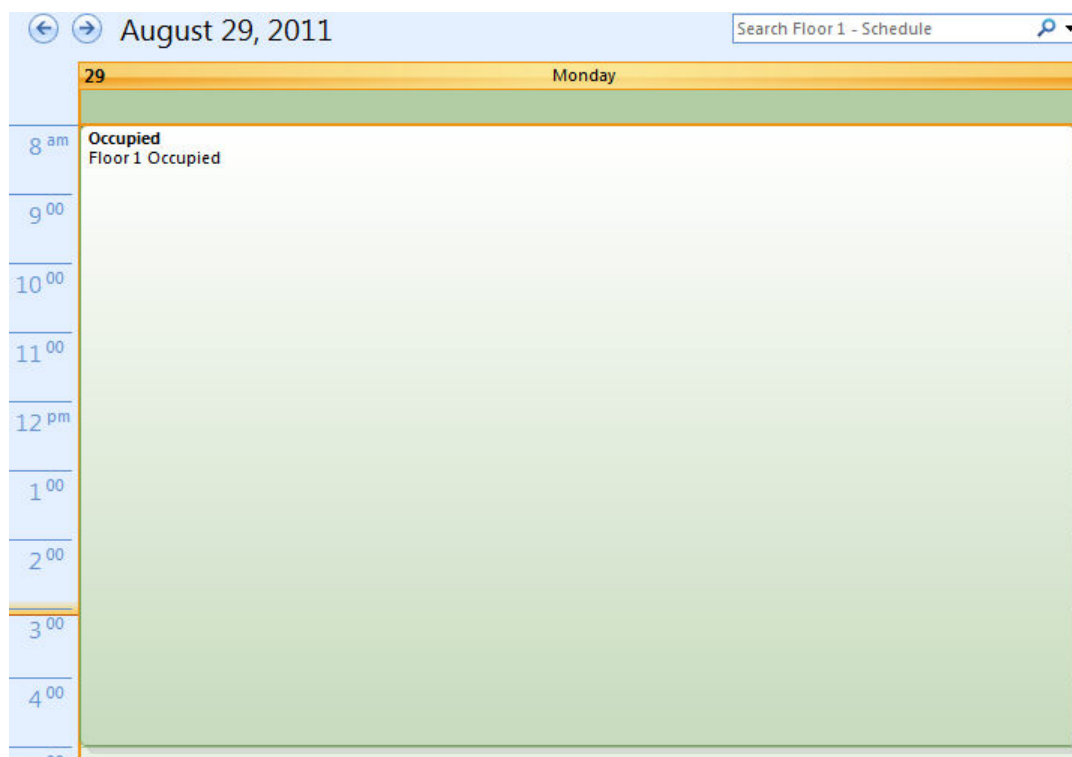 August 29, 2011
Search Floor 1 - Schedule
29 Monday
8 am
Occupied
Floor 1 Occupied
9 00
10 00
11 00
12 pm
1 00
2 00
3 00
4 00